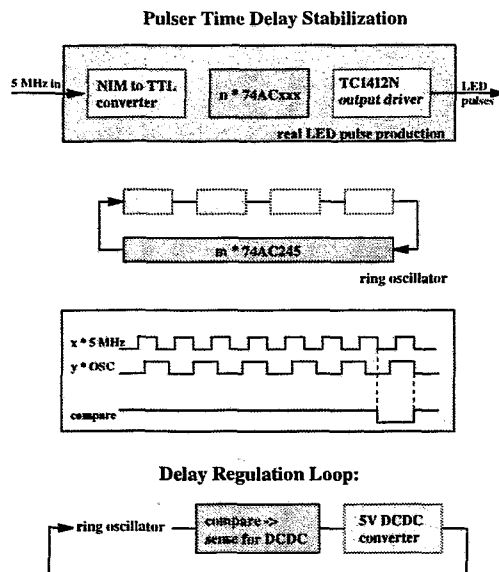 Pulser Time Delay Stabilization
5 MHz in
NIM to TTL
converter
n * 74ACxxx
TC1412N
output driver
LED
pulses
real LED pulse production
m * 74AC245
ring oscillator
x * 5 MHz
y * OSC
compare
Delay Regulation Loop:
ring oscillator
compare ->
sense for DCDC
5V DCDC
converter